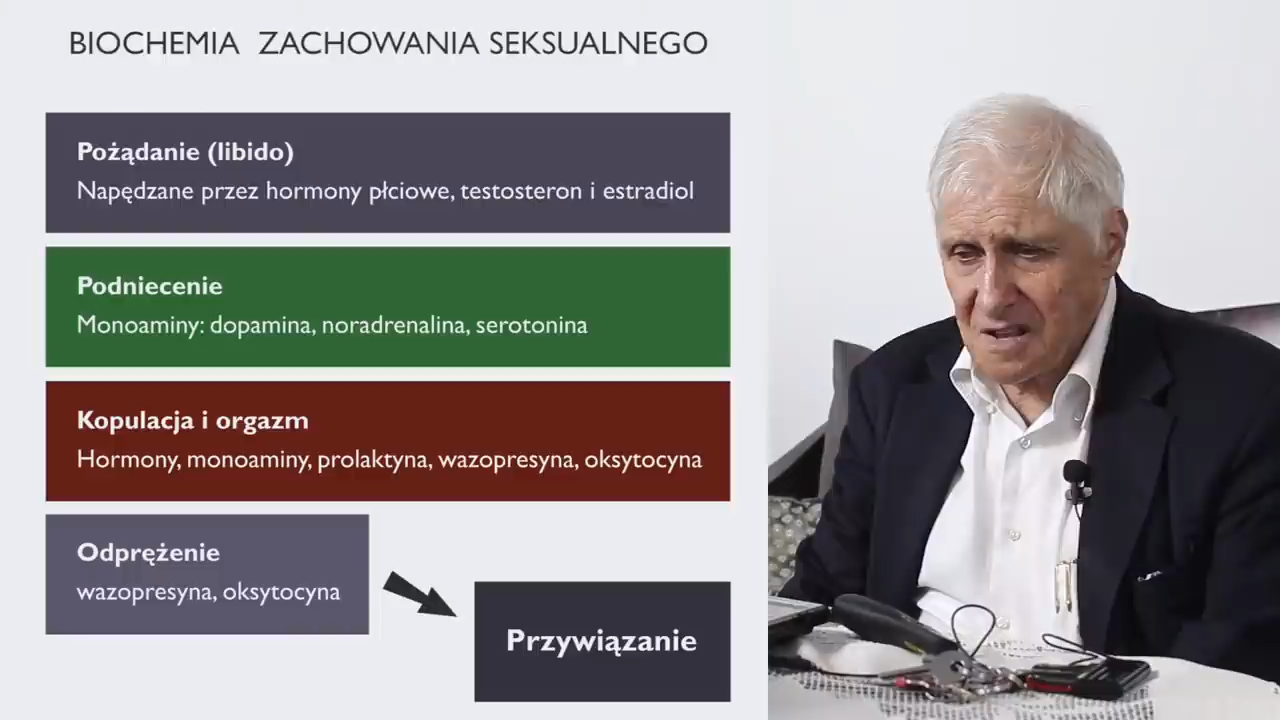 BIOCHEMIA ZACHOWANIA SEKSUALNEGO
Pożądanie (libido)
Napędzane przez hormony płciowe, testosteron i estradiol
Podniecenie
Monoaminy: dopamina, noradrenalina, serotonina
Kopulacja i orgazm
Hormony, monoaminy, prolaktyna, wazopresyna, oksytocyna
Odprężenie
wazopresyna, oksytocyna
Przywiązanie